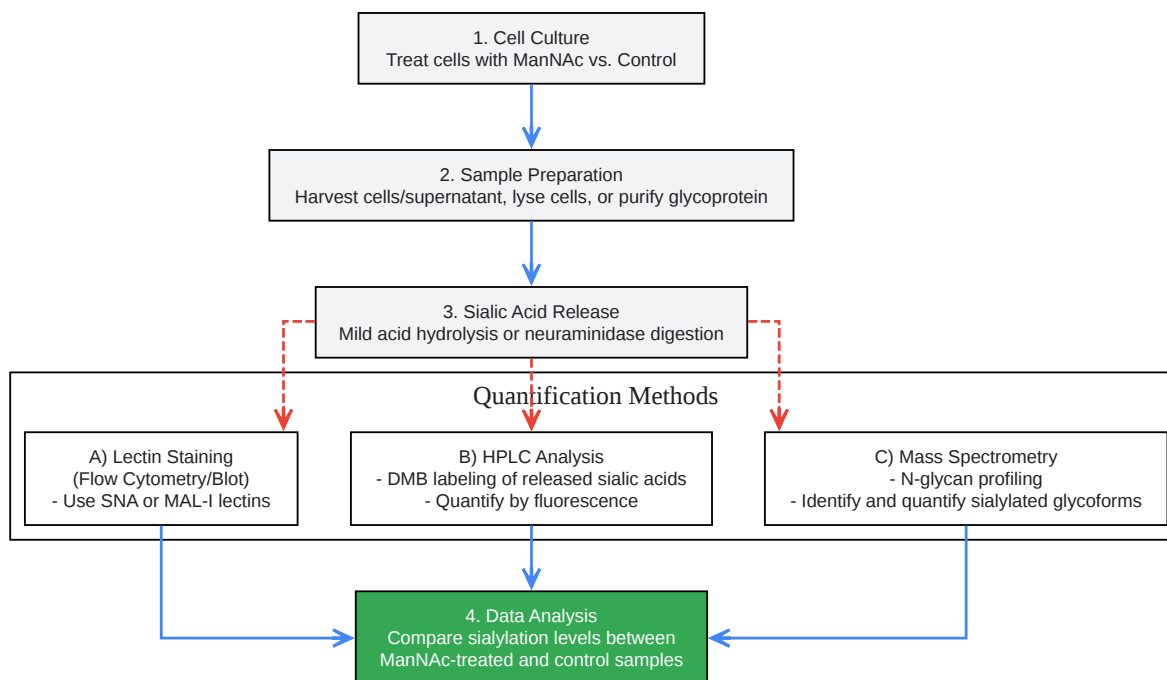 1. Cell Culture
Treat cells with ManNAc vs. Control
2. Sample Preparation
Harvest cells/supernatant, lyse cells, or purify glycoprotein
3. Sialic Acid Release
Mild acid hydrolysis or neuraminidase digestion
Quantification Methods
A) Lectin Staining
(Flow Cytometry/Blot)
- Use SNA or MAL-I lectins
B) HPLC Analysis
- DMB labeling of released sialic acids
- Quantify by fluorescence
C) Mass Spectrometry
- N-glycan profiling
- Identify and quantify sialylated glycoforms
4. Data Analysis
Compare sialylation levels between
ManNAc-treated and control samples